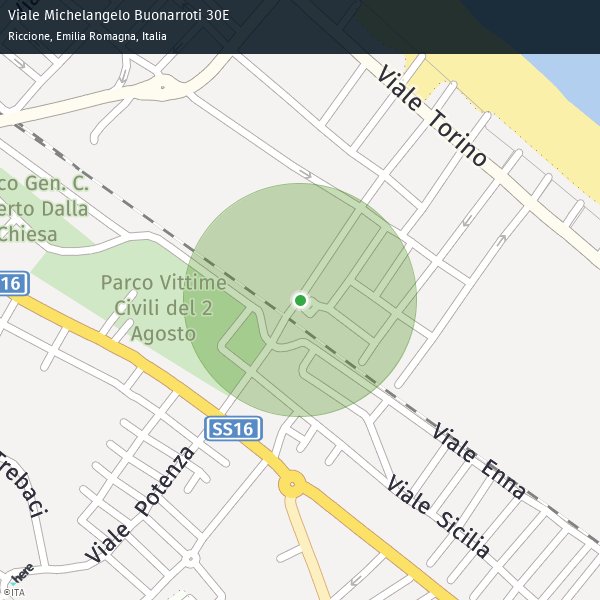 Viale Michelangelo Buonarroti 30E
Riccione, Emilia Romagna, Italia
Viale Torino
co Gen. C.
erto Dalla
Chiesa
16
Parco Vittime
Civili del 2
Agosto
SS16
Viale Enna
Viale Sicilia
Viale Potenza
Trebaci
here
©ITA